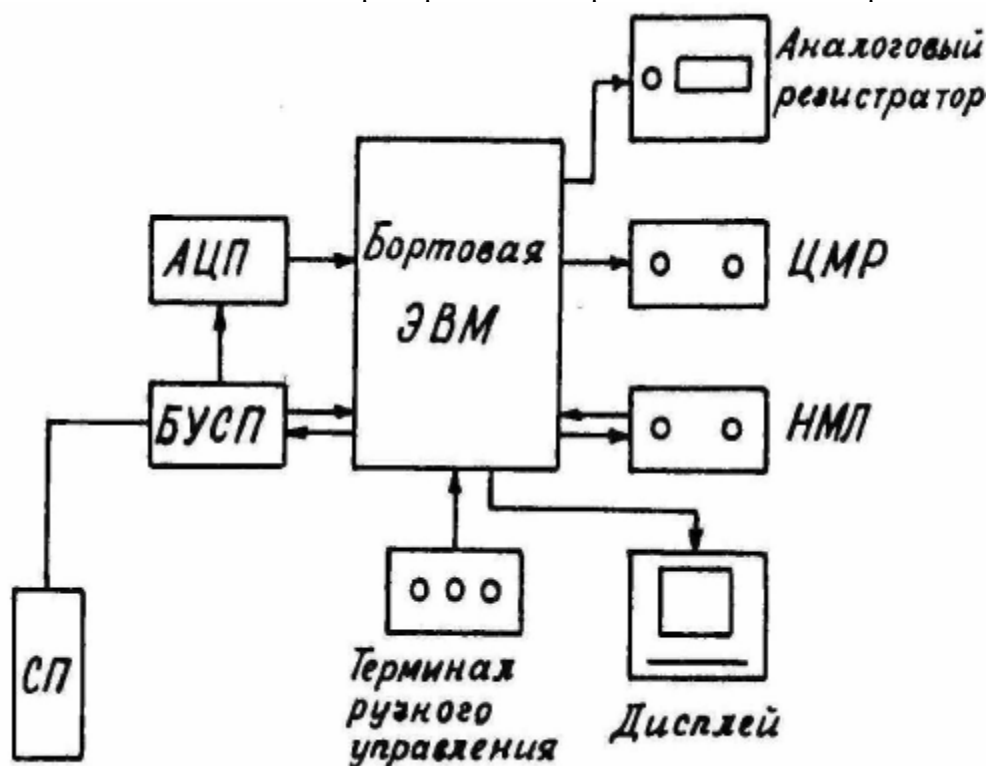 Аналоговый
регистратор
АЦП
Бортовая
ЭВМ
ЦМР
БУСП
НМЛ
СП
Терминал
ручного
управления
Дисплей